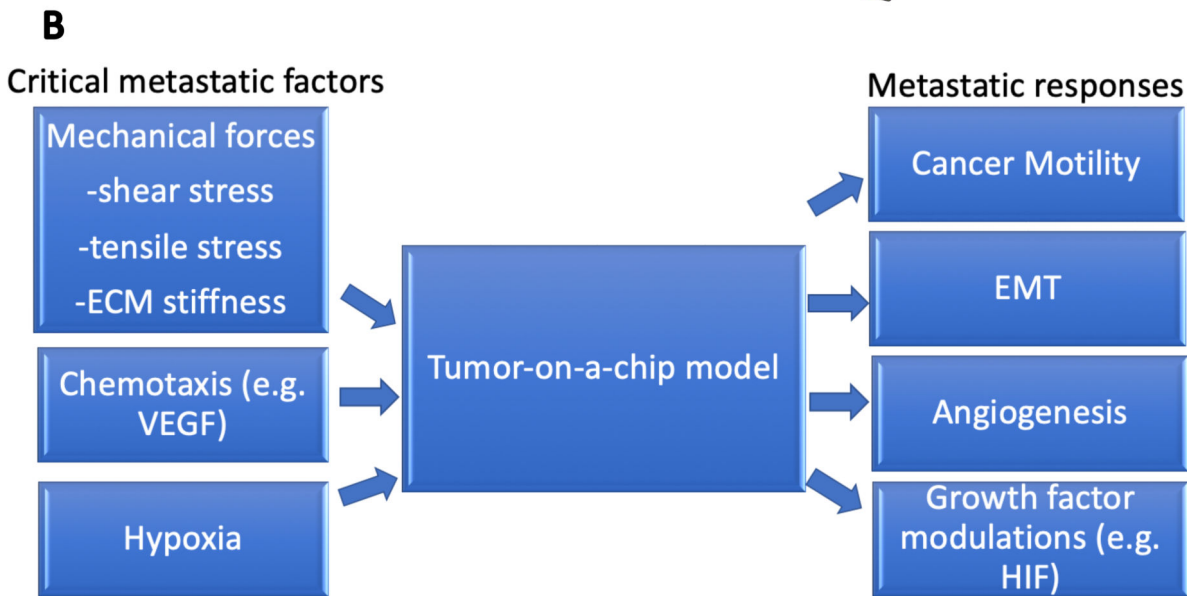 B
Critical metastatic factors
Mechanical forces
-shear stress
-tensile stress
-ECM stiffness
Chemotaxis (e.g.
VEGF)
Hypoxia
Tumor-on-a-chip model
Metastatic responses
Cancer Motility
EMT
Angiogenesis
Growth factor
modulations (e.g.
HIF)